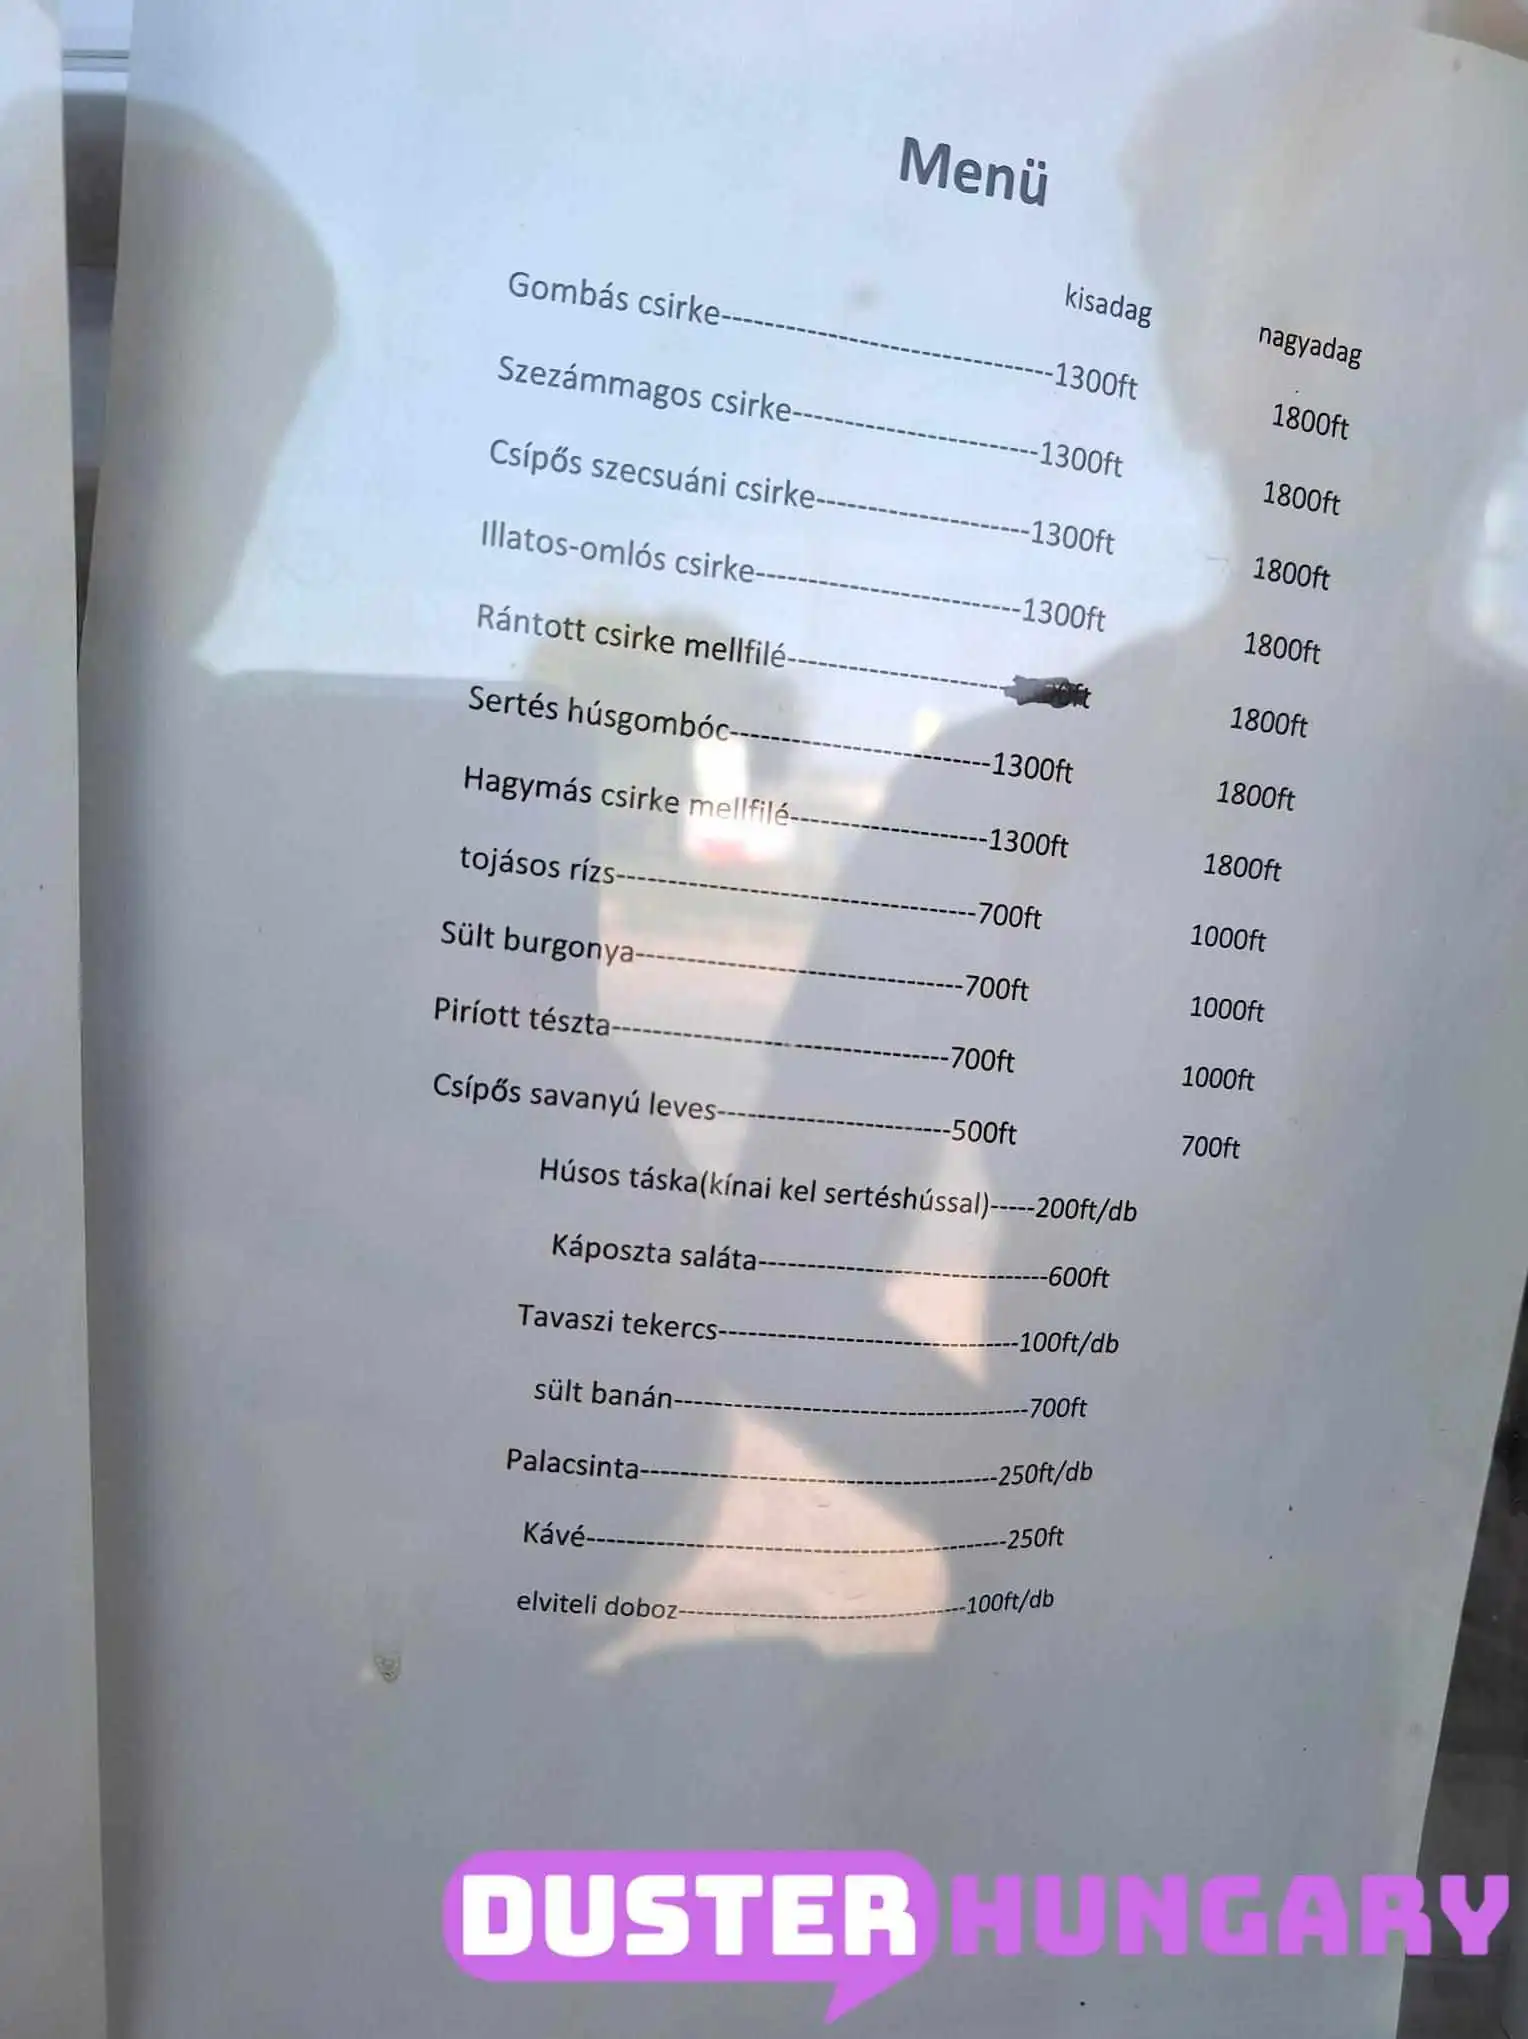 Menü
kisadag nagyadag
Gombás csirke----------1300ft 1800ft
Szezámmagos csirke----------1300ft 1800ft
Csípős szecsuáni csirke----------1300ft 1800ft
Illatos-omlós csirke----------1300ft 1800ft
Rántott csirke mellfilé---------- 1800ft
Sertés húsgombóc----------1300ft 1800ft
Hagymás csirke mellfilé----------1300ft 1800ft
tojásos rízs----------700ft 1000ft
Sült burgonya----------700ft 1000ft
Piríott tészta----------700ft 1000ft
Csípős savanyú leves----------500ft 700ft
Húsos táska(kínai kel sertéshússal)-----200ft/db
Káposzta saláta----------600ft
Tavaszi tekercs----------100ft/db
sült banán----------700ft
Palacsinta----------250ft/db
Kávé----------250ft
elviteli doboz----------100ft/db
DUSTERHUNGARY